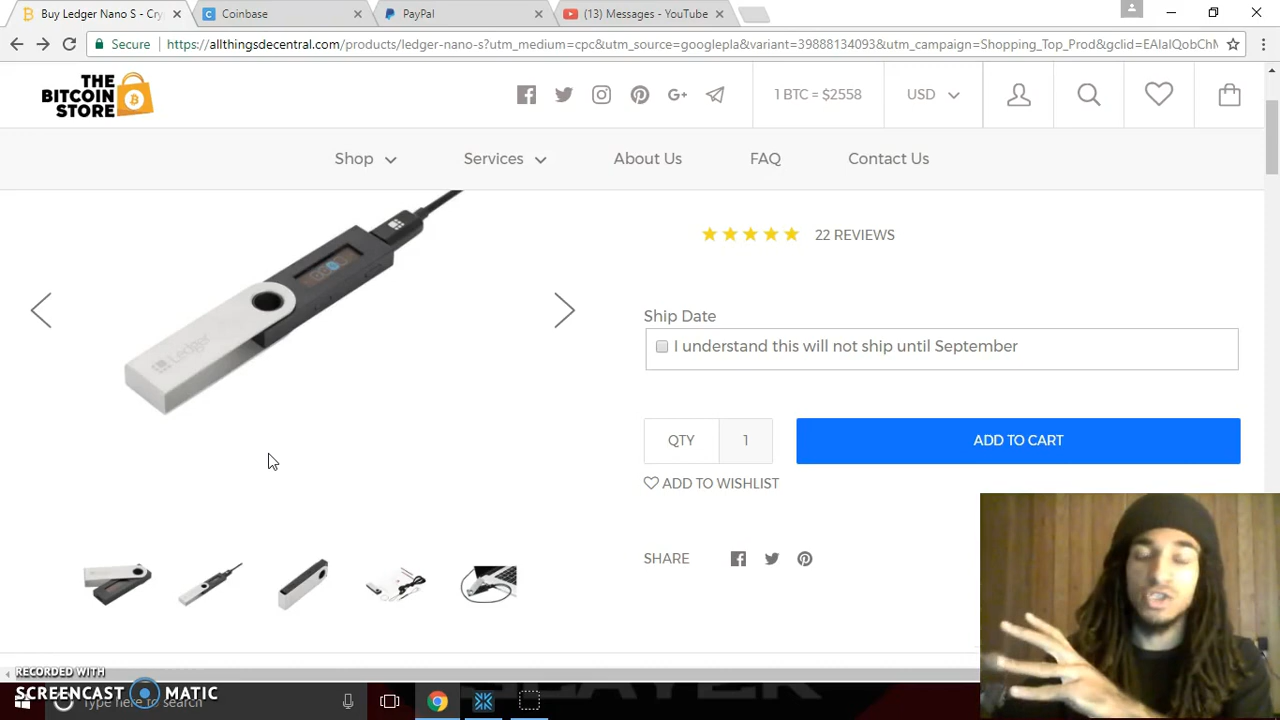 Buy Ledger Nano S - Cry
Coinbase
PayPal
(13) Messages - YouTube
Secure
https://allthingsdecentral.com/products/ledger-nano-s?utm_medium=cpc&utm_source=googlepla&variant=39888134093&utm_campaign=Shopping_Top_Prod&gclid=EAIaIQobChM
THE
BITCOIN
STORE
1 BTC = $2558
USD
Shop
Services
About Us
FAQ
Contact Us
22 REVIEWS
Ledger
Ship Date
I understand this will not ship until September
QTY
1
ADD TO CART
ADD TO WISHLIST
SHARE
RECORDED WITH
SCREENCAST MATIC
Type here to search